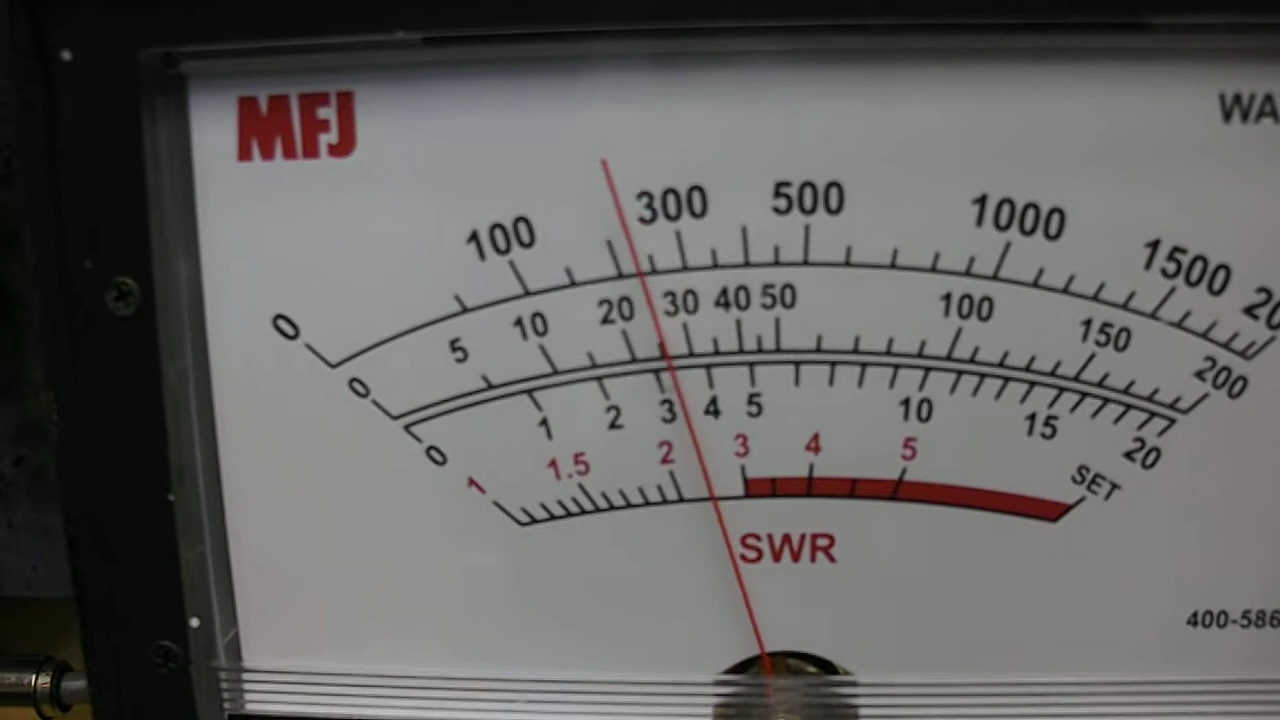 MFJ
WA
0 100 300 500 1000 1500 20
0 5 10 20 30 40 50 100 150 200
0 1 2 3 4 5 10 15 20
1 1.5 2 3 4 5 SET
SWR
400-586